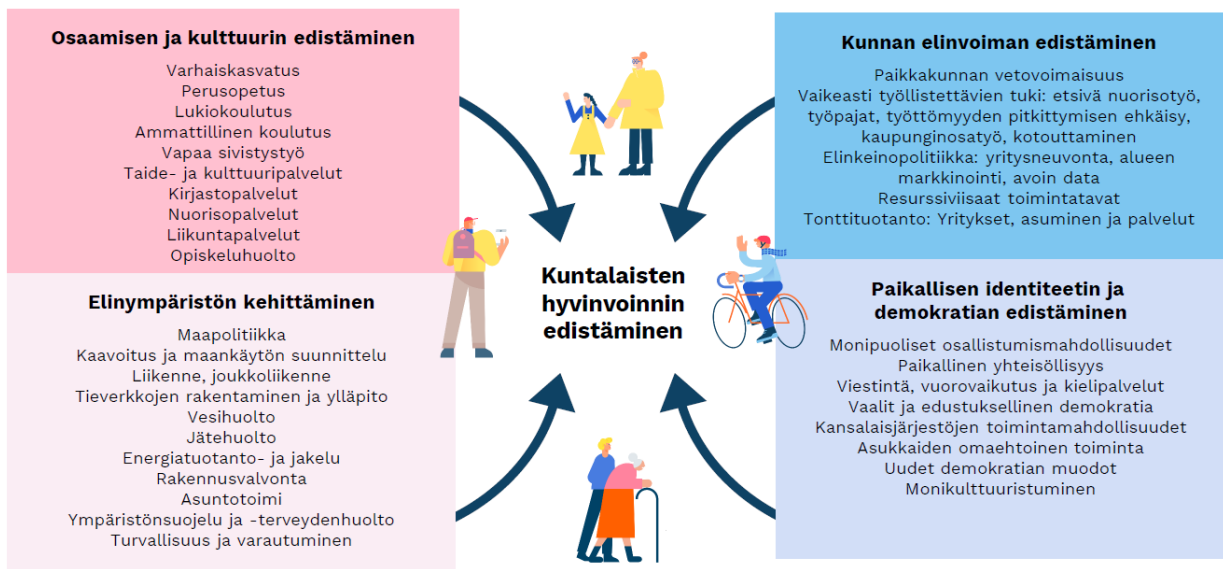 Osaamisen ja kulttuurin edistäminen
Varhaiskasvatus
Perusopetus
Lukiokoulutus
Ammattillinen koulutus
Vapaa sivistystyö
Taide- ja kulttuuripalvelut
Kirjastopalvelut
Nuorisopalvelut
Liikuntapalvelut
Opiskeluhuolto
Elinympäristön kehittäminen
Maapolitiikka
Kaavoitus ja maankäytön suunnittelu
Liikenne, joukkoliikenne
Tieverkkojen rakentaminen ja ylläpito
Vesihuolto
Jätehuolto
Energiatuotanto- ja jakelu
Rakennusvalvonta
Asuntotoimi
Ympäristönsuojelu ja -terveydenhuolto
Turvallisuus ja varautuminen
Kuntalaisten
hyvinvoinnin
edistäminen
Kunnan elinvoiman edistäminen
Paikkakunnan vetovoimaisuus
Vaikeasti työllistettävien tuki: etsivä nuorisotyö,
työpajat, työttömyyden pitkittymisen ehkäisy,
kaupunginosatyö, kotouttaminen
Elinkeinopolitiikka: yritysneuvonta, alueen
markkinointi, avoin data
Resurssiviisaat toimintatavat
Tonttituotanto: Yritykset, asuminen ja palvelut
Paikallisen identiteetin ja
demokratian edistäminen
Monipuoliset osallistumismahdollisuudet
Paikallinen yhteisöllisyys
Viestintä, vuorovaikutus ja kielipalvelut
Vaalit ja edustuksellinen demokratia
Kansalaisjärjestöjen toimintamahdollisuudet
Asukkaiden omaehtoinen toiminta
Uudet demokratian muodot
Monikulttuuristuminen